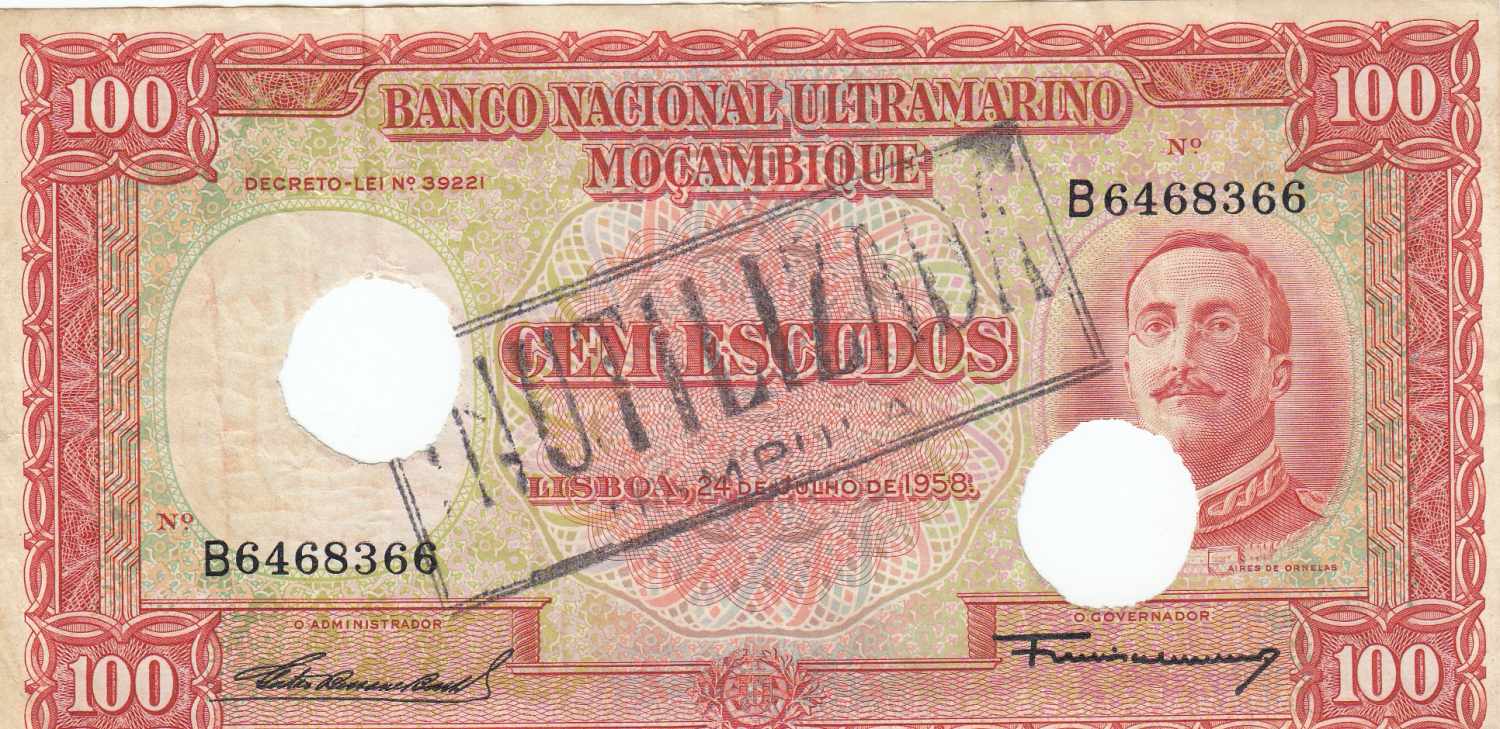 100
100
BANCO NACIONAL ULTRAMARINO
MOÇAMBIQUE
DECRETO-LEI Nº 39221
Nº
B6468366
INUTILIZADA
CEM ESCUDOS
LISBOA, 24 DE JULHO DE 1958.
Nº
B6468366
AIRES DE ORNELAS
O ADMINISTRADOR
O GOVERNADOR
100
100